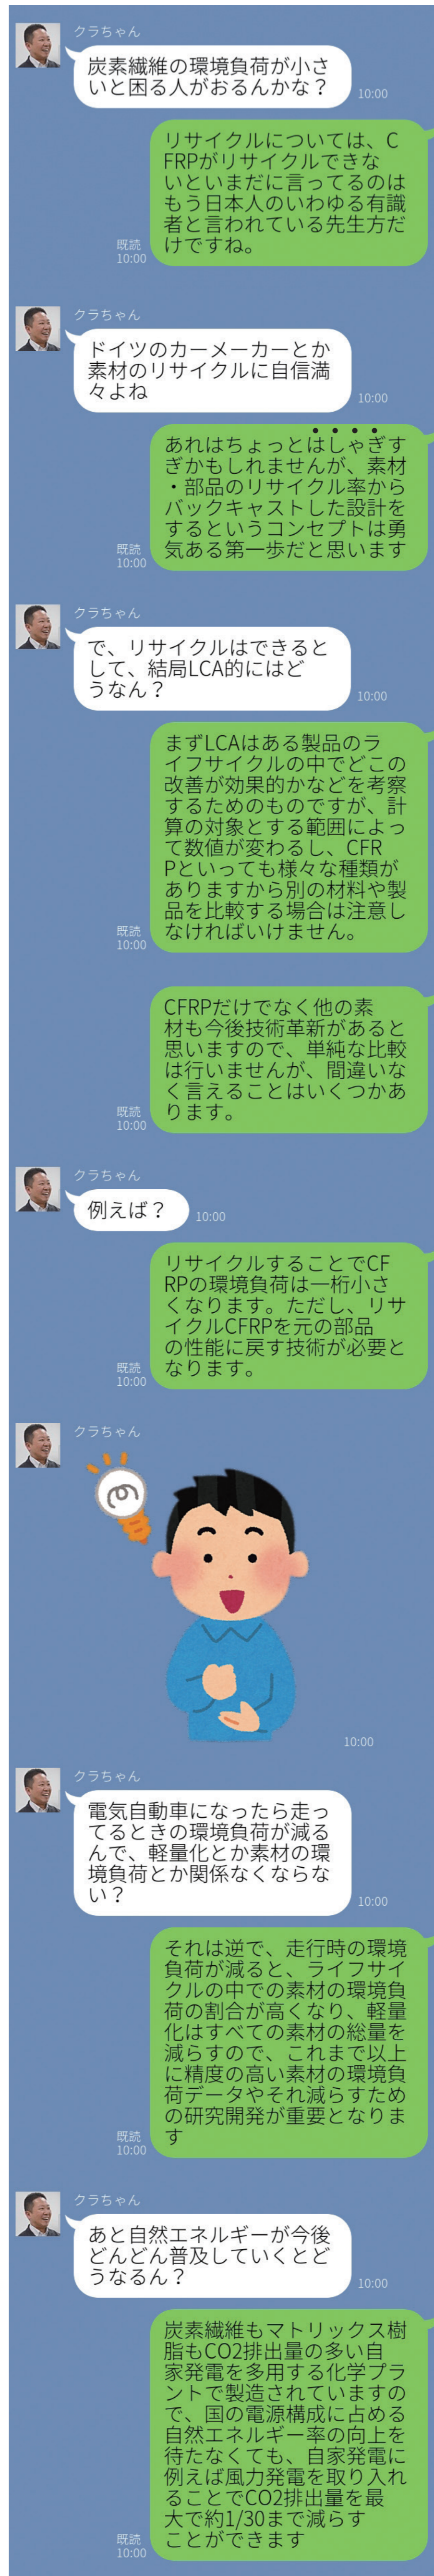 クラちゃん
炭素繊維の環境負荷が小さ
いと困る人がおるんかな？
10:00
リサイクルについては、C
FRPがリサイクルできな
いといまだに言ってるのは
もう日本人のいわゆる有識
者と言われている先生方だ
けですね。
既読
10:00
クラちゃん
ドイツのカーメーカーとか
素材のリサイクルに自信満
々よね
10:00
あれはちょっとはしゃぎす
ぎかもしれませんが、素材
・部品のリサイクル率から
バックキャストした設計を
するというコンセプトは勇
気ある第一歩だと思います
既読
10:00
クラちゃん
で、リサイクルはできると
して、結局LCA的にはど
うなん？
10:00
まずLCAはある製品のラ
イフサイクルの中でどこの
改善が効果的かなどを考察
するためのものですが、計
算の対象とする範囲によっ
て数値が変わるし、CFR
Pといっても様々な種類が
ありますから別の材料や製
品を比較する場合は注意し
なければいけません。
既読
10:00
CFRPだけでなく他の素
材も今後技術革新があると
思いますので、単純な比較
は行いませんが、間違いな
く言えることはいくつかあ
ります。
既読
10:00
クラちゃん
例えば？
10:00
リサイクルすることでCF
RPの環境負荷は一桁小さ
くなります。ただし、リサ
イクルCFRPを元の部品
の性能に戻す技術が必要と
なります。
既読
10:00
クラちゃん
10:00
クラちゃん
電気自動車になったら走っ
てるときの環境負荷が減る
んで、軽量化とか素材の環
境負荷とか関係なくならな
い？
10:00
それは逆で、走行時の環境
負荷が減ると、ライフサイ
クルの中での素材の環境負
荷の割合が高くなり、軽量
化はすべての素材の総量を
減らすので、これまで以上
に精度の高い素材の環境負
荷データやそれ減らすため
の研究開発が重要となりま
す
既読
10:00
クラちゃん
あと自然エネルギーが今後
どんどん普及していくとど
うなるん？
10:00
炭素繊維もマトリックス樹
脂もCO2排出量の多い自
家発電を多用する化学プラ
ントで製造されていますの
で、国の電源構成に占める
自然エネルギー率の向上を
待たなくても、自家発電に
例えば風力発電を取り入れ
ることでCO2排出量を最
大で約1/30まで減らす
ことができます
既読
10:00